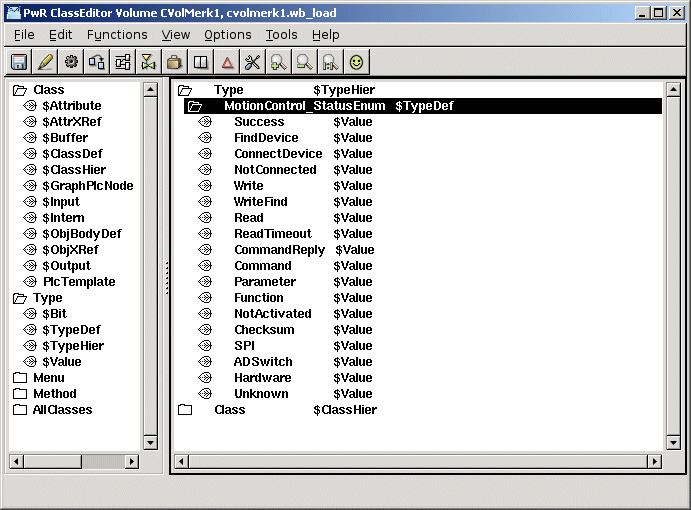 PwR ClassEditor Volume CVolMerk1, cvolmerk1.wb_load
File Edit Functions View Options Tools Help
Class
$Attribute
$AttrXRef
$Buffer
$ClassDef
$ClassHier
$GraphPlcNode
$Input
$Intern
$ObjBodyDef
$ObjXRef
$Output
PlcTemplate
Type
$Bit
$TypeDef
$TypeHier
$Value
Menu
Method
AllClasses
Type $TypeHier
MotionControl_StatusEnum $TypeDef
Success $Value
FindDevice $Value
ConnectDevice $Value
NotConnected $Value
Write $Value
WriteFind $Value
Read $Value
ReadTimeout $Value
CommandReply $Value
Command $Value
Parameter $Value
Function $Value
NotActivated $Value
Checksum $Value
SPI $Value
ADSwitch $Value
Hardware $Value
Unknown $Value
Class $ClassHier